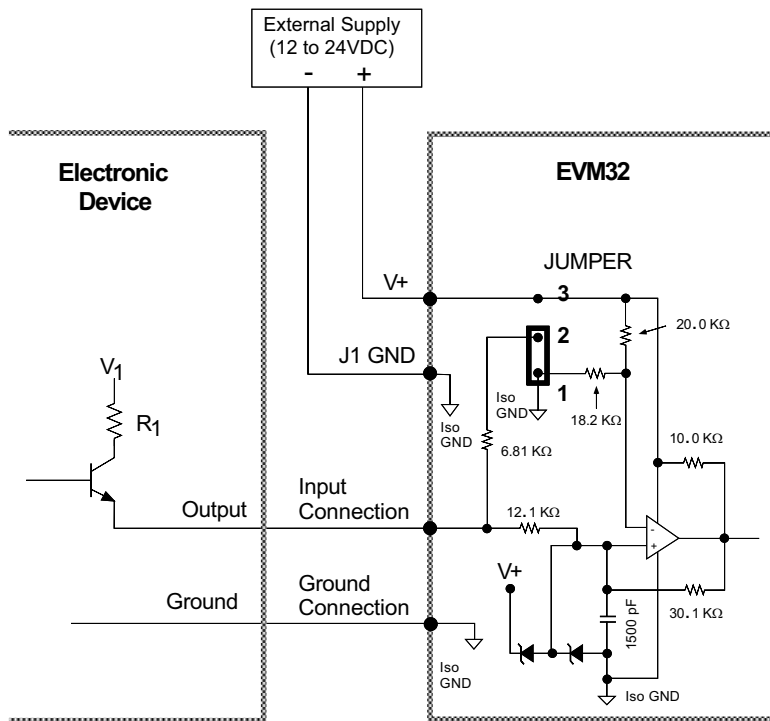 External Supply
(12 to 24VDC)
- +
Electronic
Device
EVM32
JUMPER
V+
3
20.0 KΩ
2
J1 GND
1
V1
Iso
GND
Iso
GND
18.2 KΩ
R1
6.81 KΩ
10.0 KΩ
Output
Input
Connection
12.1 KΩ
-
+
V+
Ground
Ground
Connection
1500 pF
30.1 KΩ
Iso
GND
Iso GND